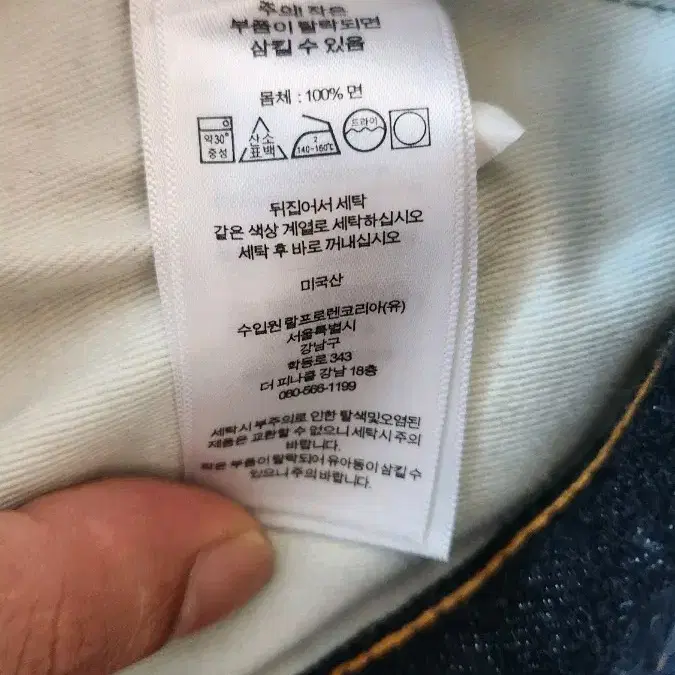 주의! 작은
부품이 탈락되면
삼킬 수 있음
몸체 : 100% 면
약30°
중성
산소
표백
2
140-160℃
드라이
뒤집어서 세탁
같은 색상 계열로 세탁하십시오
세탁 후 바로 꺼내십시오
미국산
수입원 랄프로렌코리아(유)
서울특별시
강남구
학동로 343
더 피나클 강남 18층
080-566-1199
세탁시 부주의로 인한 탈색및오염된
제품은 교환할 수 없으니 세탁시 주의
바랍니다.
작은 부품이 탈락되어 유아동이 삼킬 수
있으니 주의 바랍니다.